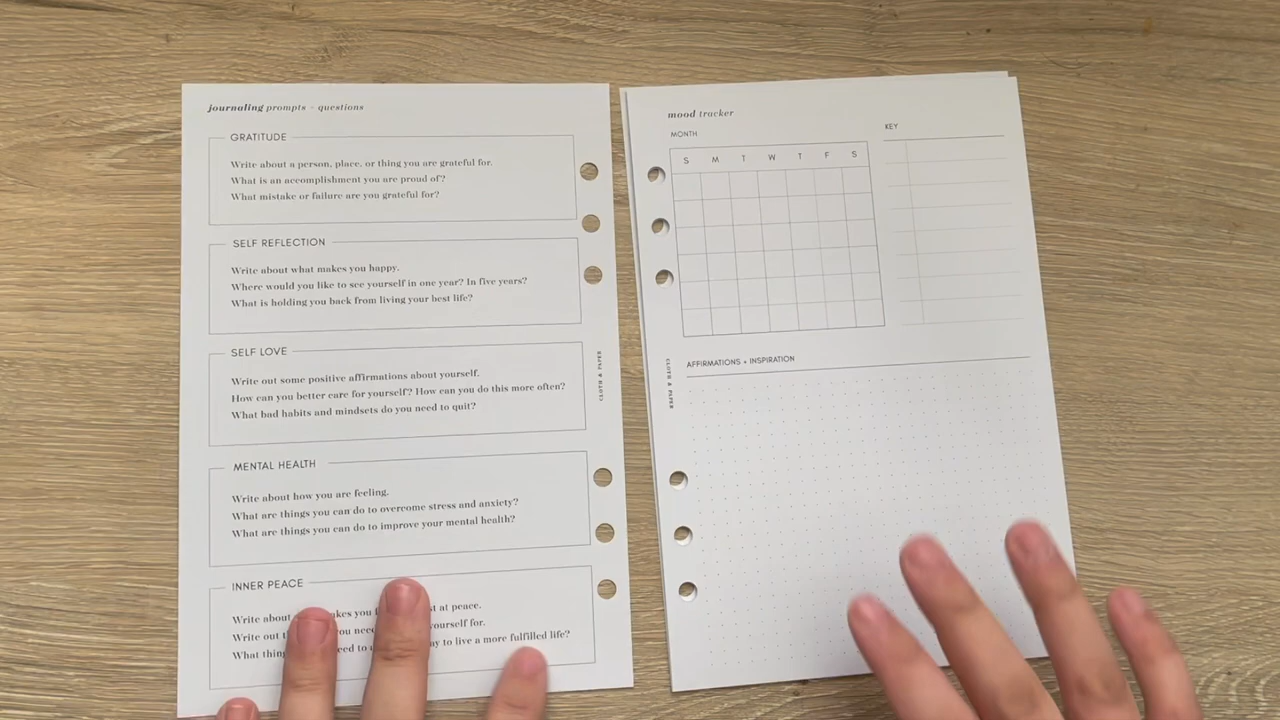 journaling prompts + questions
GRATITUDE
Write about a person, place, or thing you are grateful for.
What is an accomplishment you are proud of?
What mistake or failure are you grateful for?
SELF REFLECTION
Write about what makes you happy.
Where would you like to see yourself in one year? In five years?
What is holding you back from living your best life?
SELF LOVE
Write out some positive affirmations about yourself.
How can you better care for yourself? How can you do this more often?
What bad habits and mindsets do you need to quit?
MENTAL HEALTH
Write about how you are feeling.
What are things you can do to overcome stress and anxiety?
What are things you can do to improve your mental health?
INNER PEACE
Write about you at peace.
Write out you yourself for.
What to live a more fulfilled life?
CLOTH & PAPER
mood tracker
MONTH
S M T W T F S
KEY
AFFIRMATIONS + INSPIRATION
CLOTH & PAPER